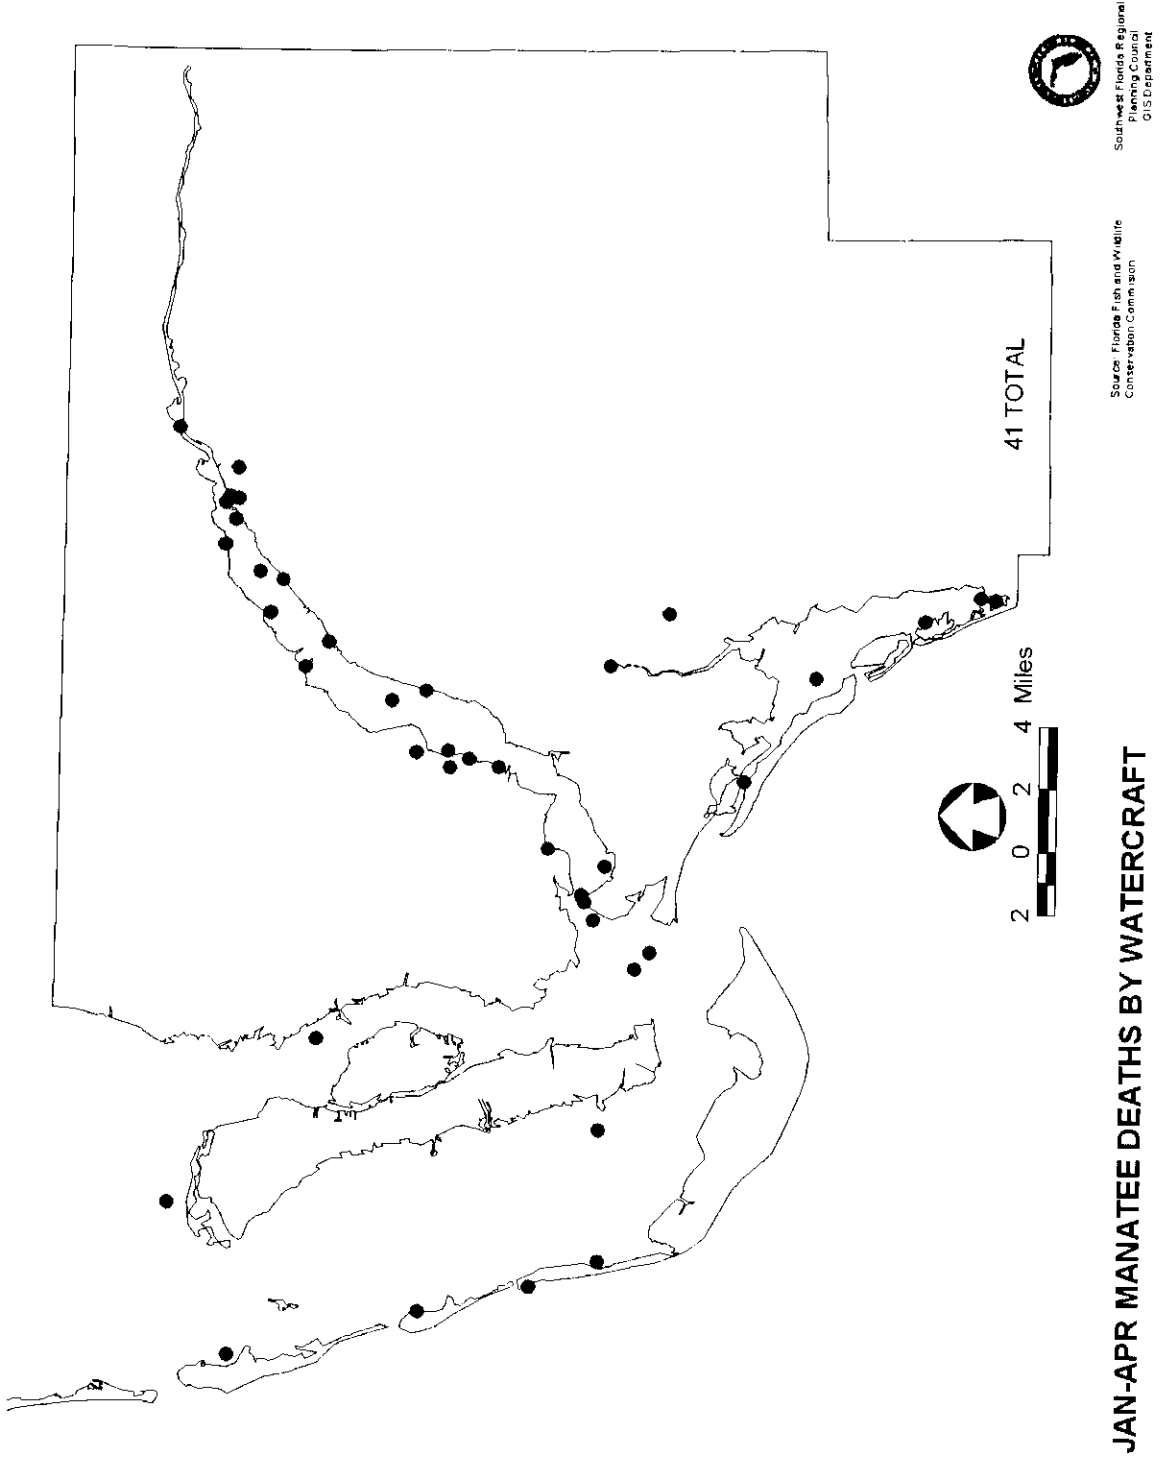 JAN-APR MANATEE DEATHS BY WATERCRAFT
2 0 2 4 Miles
41 TOTAL
Source: Florida Fish and Wildlife
Conservation Commision
Southwest Florida Regional
Planning Council
GIS Department